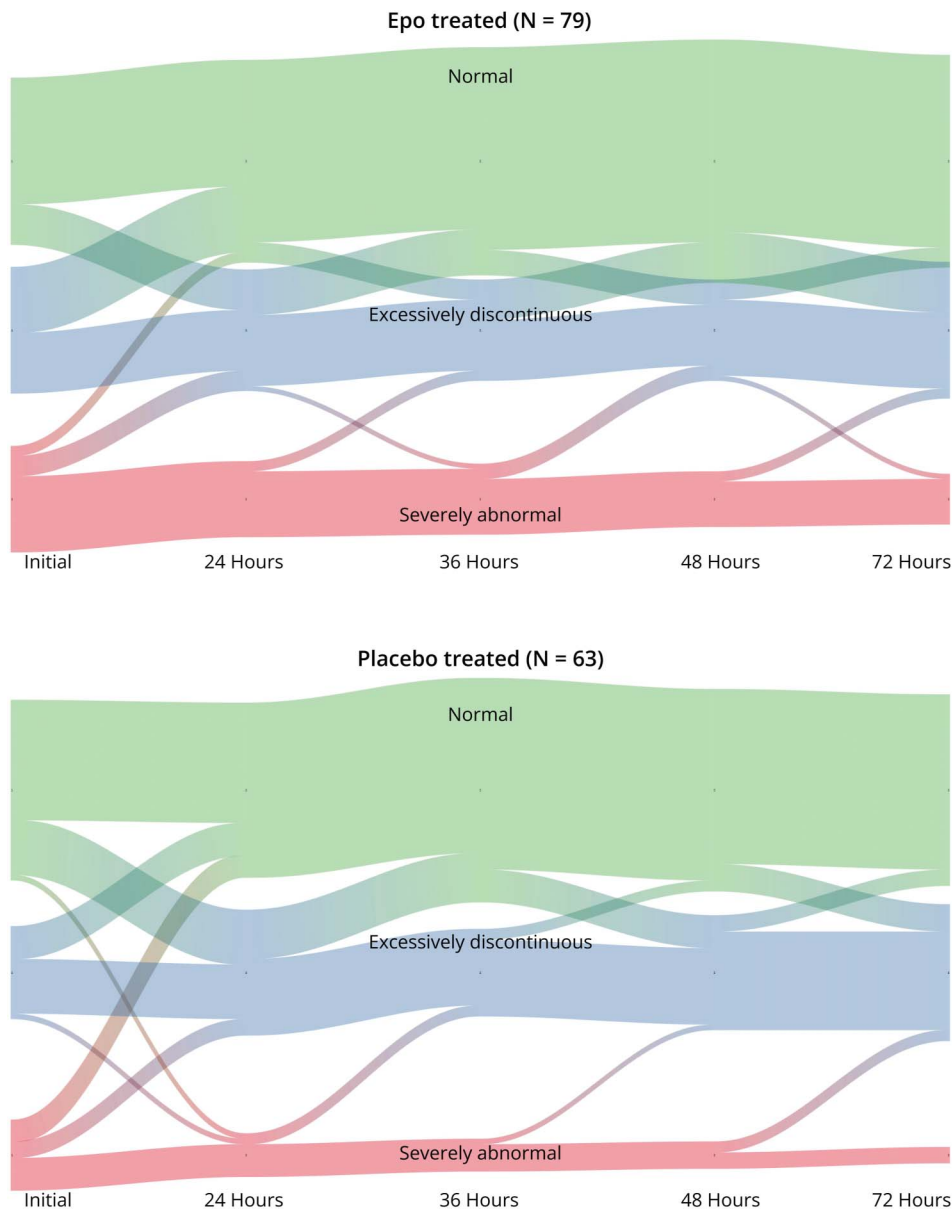 Epo treated (N = 79)
Normal
Excessively discontinuous
Severely abnormal
Initial 24 Hours 36 Hours 48 Hours 72 Hours
Placebo treated (N = 63)
Normal
Excessively discontinuous
Severely abnormal
Initial 24 Hours 36 Hours 48 Hours 72 Hours